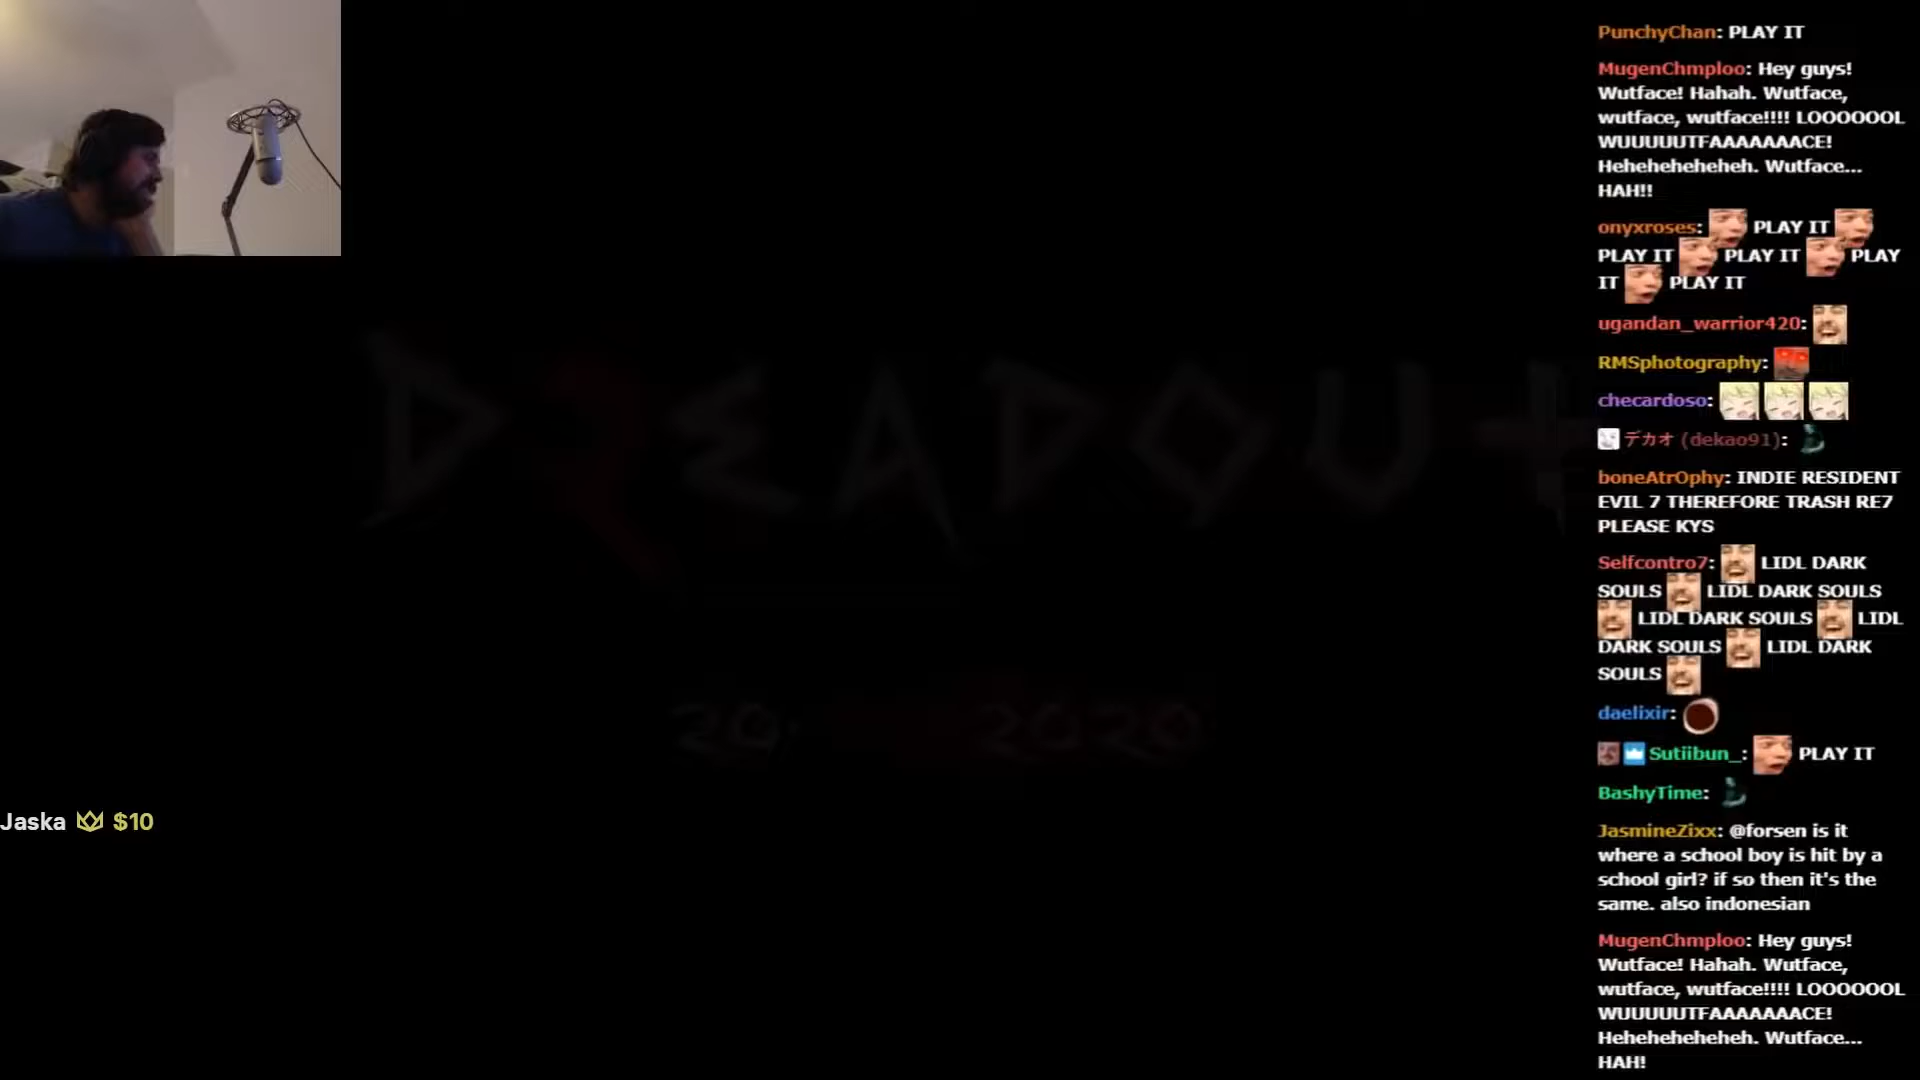 PunchyChan: PLAY IT
MugenChmploo: Hey guys!
Wutface! Hahah. Wutface,
wutface, wutface!!!! LOOOOOOL
WUUUUUTFAAAAAAACE!
Heheheheheheh. Wutface...
HAH!!
onyxroses: PLAY IT
PLAY IT PLAY IT PLAY
IT PLAY IT
ugandan_warrior420:
RMSphotography:
checardoso:
デカオ (dekao91):
boneAtrOphy: INDIE RESIDENT
EVIL 7 THEREFORE TRASH RE7
PLEASE KYS
Selfcontro7: LIDL DARK
SOULS LIDL DARK SOULS
LIDL DARK SOULS LIDL
DARK SOULS LIDL DARK
SOULS
daelixir:
Sutiibun_: PLAY IT
BashyTime:
JasmineZixx: @forsen is it
where a school boy is hit by a
school girl? if so then it's the
same. also indonesian
MugenChmploo: Hey guys!
Wutface! Hahah. Wutface,
wutface, wutface!!!! LOOOOOOL
WUUUUUTFAAAAAAACE!
Heheheheheheh. Wutface...
HAH!
DREADOUT
20 2020
Jaska $10